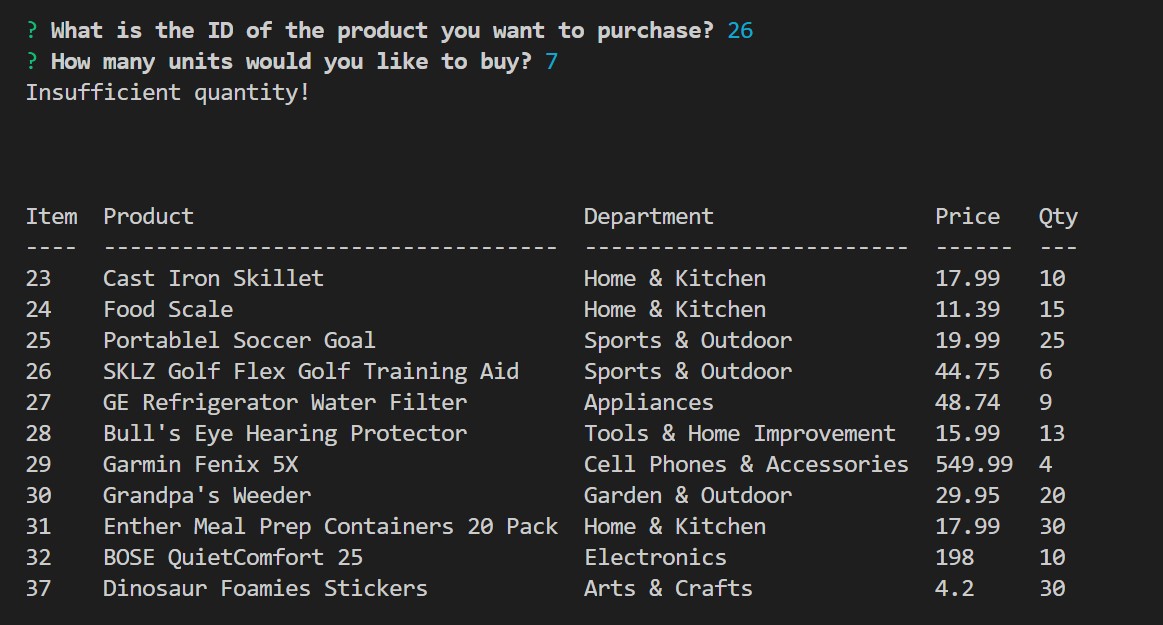 ? What is the ID of the product you want to purchase? 26
? How many units would you like to buy? 7
Insufficient quantity!
Item  Product                              Department                 Price   Qty
----  -----------------------------------  -------------------------  ------  ---
23    Cast Iron Skillet                    Home & Kitchen             17.99   10
24    Food Scale                           Home & Kitchen             11.39   15
25    Portablel Soccer Goal                Sports & Outdoor           19.99   25
26    SKLZ Golf Flex Golf Training Aid     Sports & Outdoor           44.75   6
27    GE Refrigerator Water Filter         Appliances                 48.74   9
28    Bull's Eye Hearing Protector         Tools & Home Improvement   15.99   13
29    Garmin Fenix 5X                      Cell Phones & Accessories  549.99  4
30    Grandpa's Weeder                     Garden & Outdoor           29.95   20
31    Enther Meal Prep Containers 20 Pack  Home & Kitchen             17.99   30
32    BOSE QuietComfort 25                 Electronics                198     10
37    Dinosaur Foamies Stickers            Arts & Crafts              4.2     30